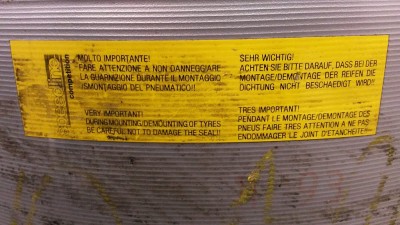 competition
MOLTO IMPORTANTE!
FARE ATTENZIONE A NON DANNEGGIARE
LA GUARNIZIONE DURANTE IL MONTAGGIO
/SMONTAGGIO DEL PNEUMATICO!!
SEHR WICHTIG!
ACHTEN SIE BITTE DARAUF, DASS BEI DER
MONTAGE/DEMONTAGE DER REIFEN DIE
DICHTUNG NICHT BESCHAEDIGT WIRD!!
VERY IMPORTANT!
DURING MOUNTING/DEMOUNTING OF TYRES
BE CAREFUL NOT TO DAMAGE THE SEAL!!
TRES IMPORTANT!
PENDANT LE MONTAGE/DEMONTAGE DES
PNEUS FAIRE TRES ATTENTION A NE PAS
ENDOMMAGER LE JOINT D'ETANCHEITE